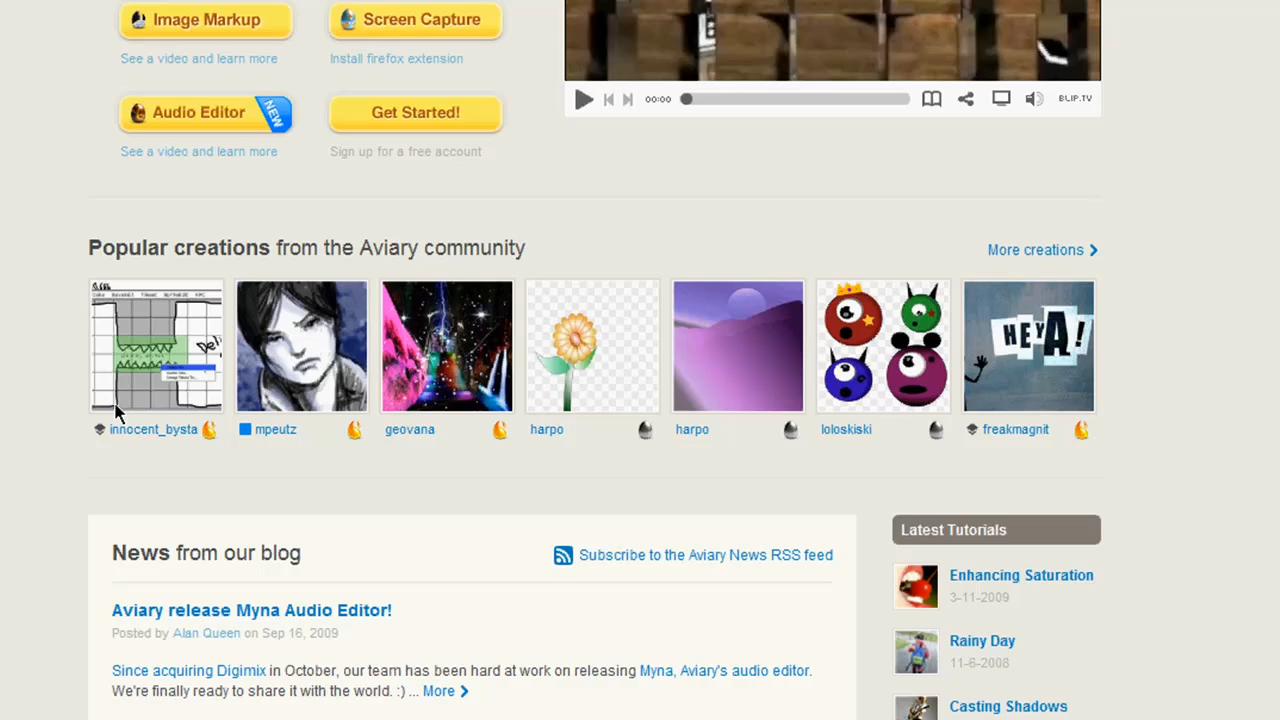 Image Markup
Screen Capture
See a video and learn more
Install firefox extension
Audio Editor
NEW
Get Started!
See a video and learn more
Sign up for a free account
00:00
BLIP.TV
Popular creations from the Aviary community
More creations
HEYA!
innocent_bysta
mpeutz
geovana
harpo
harpo
loloskiski
freakmagnit
News from our blog
Subscribe to the Aviary News RSS feed
Latest Tutorials
Enhancing Saturation
3-11-2009
Aviary release Myna Audio Editor!
Posted by Alan Queen on Sep 16, 2009
Rainy Day
11-6-2008
Since acquiring Digimix in October, our team has been hard at work on releasing Myna, Aviary's audio editor.
We're finally ready to share it with the world. :) ... More
Casting Shadows